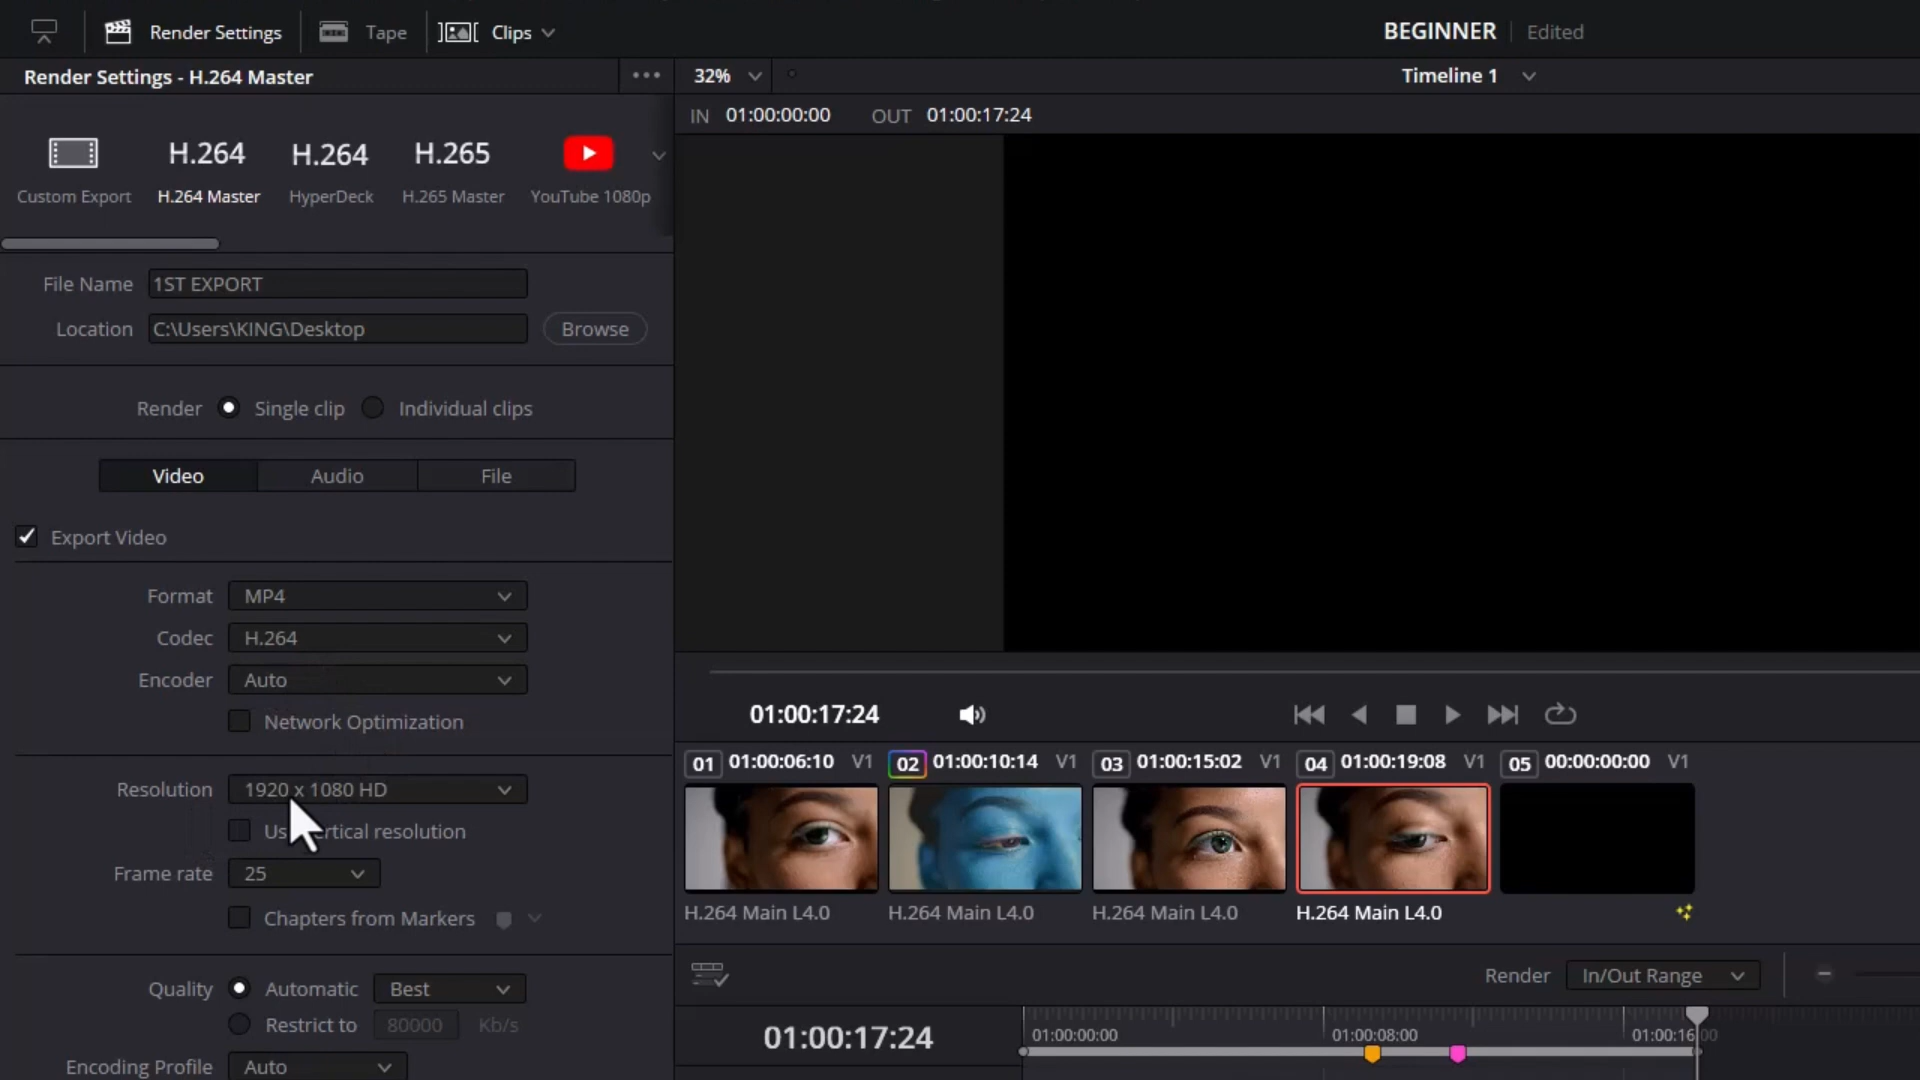 Render Settings Tape Clips BEGINNER Edited
Render Settings - H.264 Master 32% Timeline 1
IN 01:00:00:00 OUT 01:00:17:24
H.264 H.264 H.265
Custom Export H.264 Master HyperDeck H.265 Master YouTube 1080p
File Name 1ST EXPORT
Location C:\Users\KING\Desktop Browse
Render Single clip Individual clips
Video Audio File
Export Video
Format MP4
Codec H.264
Encoder Auto
Network Optimization
01:00:17:24
01 01:00:06:10 V1 02 01:00:10:14 V1 03 01:00:15:02 V1 04 01:00:19:08 V1 05 00:00:00:00 V1
Resolution 1920 x 1080 HD
resolution
Frame rate 25
H.264 Main L4.0 H.264 Main L4.0 H.264 Main L4.0 H.264 Main L4.0
Chapters from Markers
Render In/Out Range
Quality Automatic Best
Restrict to 80000 Kb/s
01:00:17:24 01:00:00:00 01:00:08:00 01:00:16:00
Encoding Profile Auto